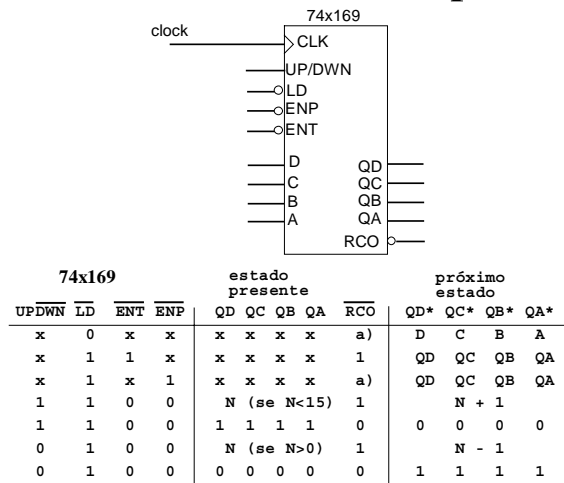 74x169
clock
CLK
UP/DWN
LD
ENP
ENT
D QD
C QC
B QB
A QA
RCO
74x169 estado presente próximo estado
UPDWN LD ENT ENP QD QC QB QA RCO QD* QC* QB* QA*
x 0 x x x x x x a) D C B A
x 1 1 x x x x x 1 QD QC QB QA
x 1 x 1 x x x x a) QD QC QB QA
1 1 0 0 N (se N<15) 1 N + 1
1 1 0 0 1 1 1 1 0 0 0 0 0
0 1 0 0 N (se N>0) 1 N - 1
0 1 0 0 0 0 0 0 0 1 1 1 1